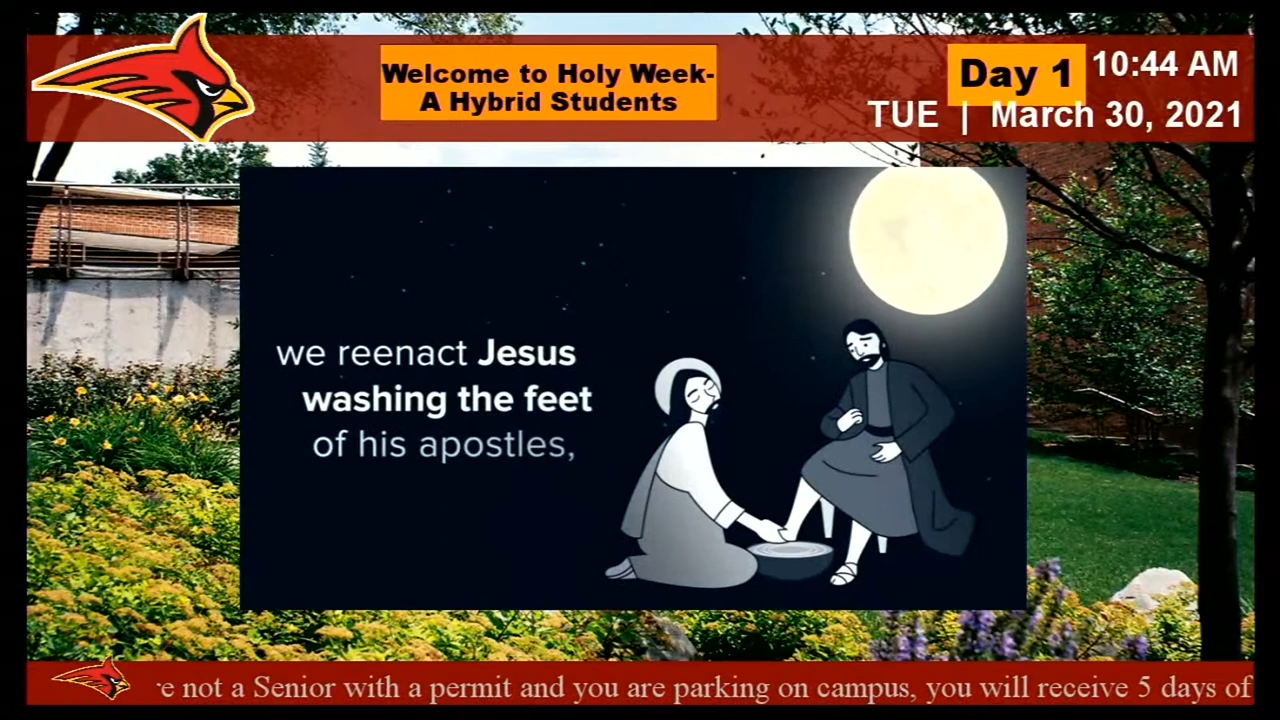 Welcome to Holy Week-
A Hybrid Students
Day 1
10:44 AM
TUE | March 30, 2021
we reenact Jesus
washing the feet
of his apostles,
e not a Senior with a permit and you are parking on campus, you will receive 5 days of